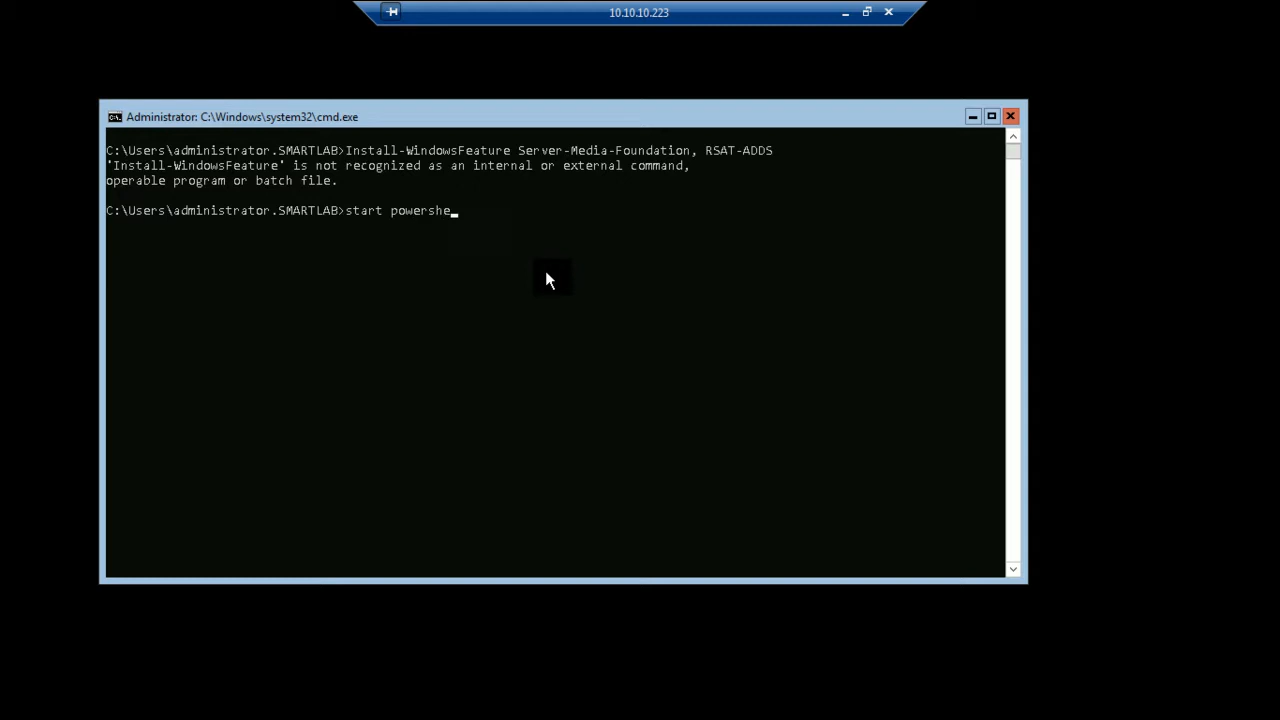 10.10.10.223
Administrator: C:\Windows\system32\cmd.exe
C:\Users\administrator.SMARTLAB>Install-WindowsFeature Server-Media-Foundation, RSAT-ADDS
'Install-WindowsFeature' is not recognized as an internal or external command,
operable program or batch file.
C:\Users\administrator.SMARTLAB>start powershe